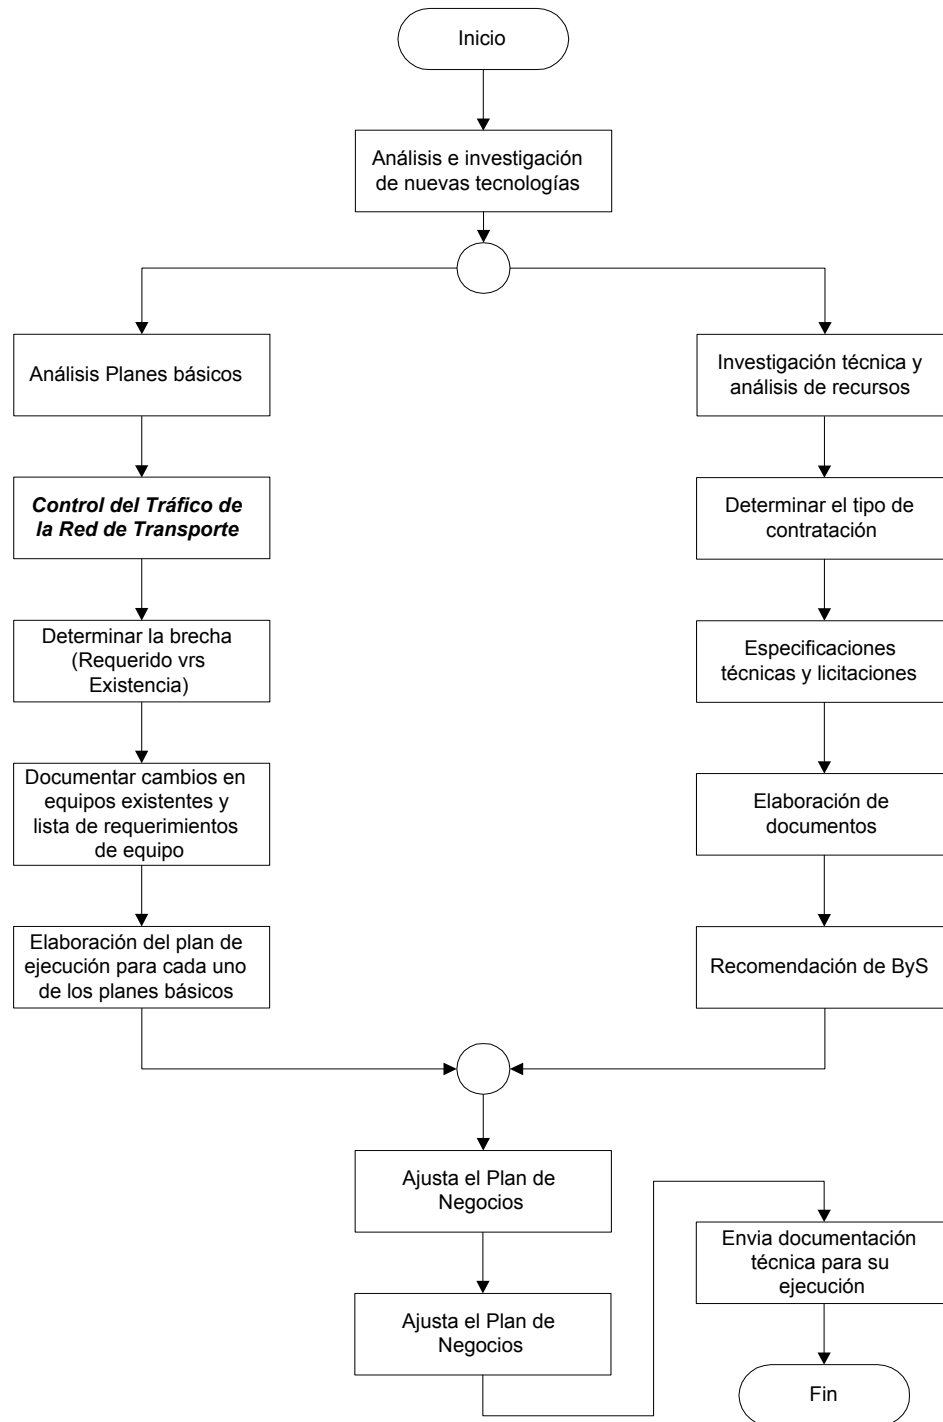 Inicio
Análisis e investigación
de nuevas tecnologías
Análisis Planes básicos
Control del Tráfico de
la Red de Transporte
Determinar la brecha
(Requerido vrs
Existencia)
Documentar cambios en
equipos existentes y
lista de requerimientos
de equipo
Elaboración del plan de
ejecución para cada uno
de los planes básicos
Investigación técnica y
análisis de recursos
Determinar el tipo de
contratación
Especificaciones
técnicas y licitaciones
Elaboración de
documentos
Recomendación de ByS
Ajusta el Plan de
Negocios
Ajusta el Plan de
Negocios
Envia documentación
técnica para su
ejecución
Fin